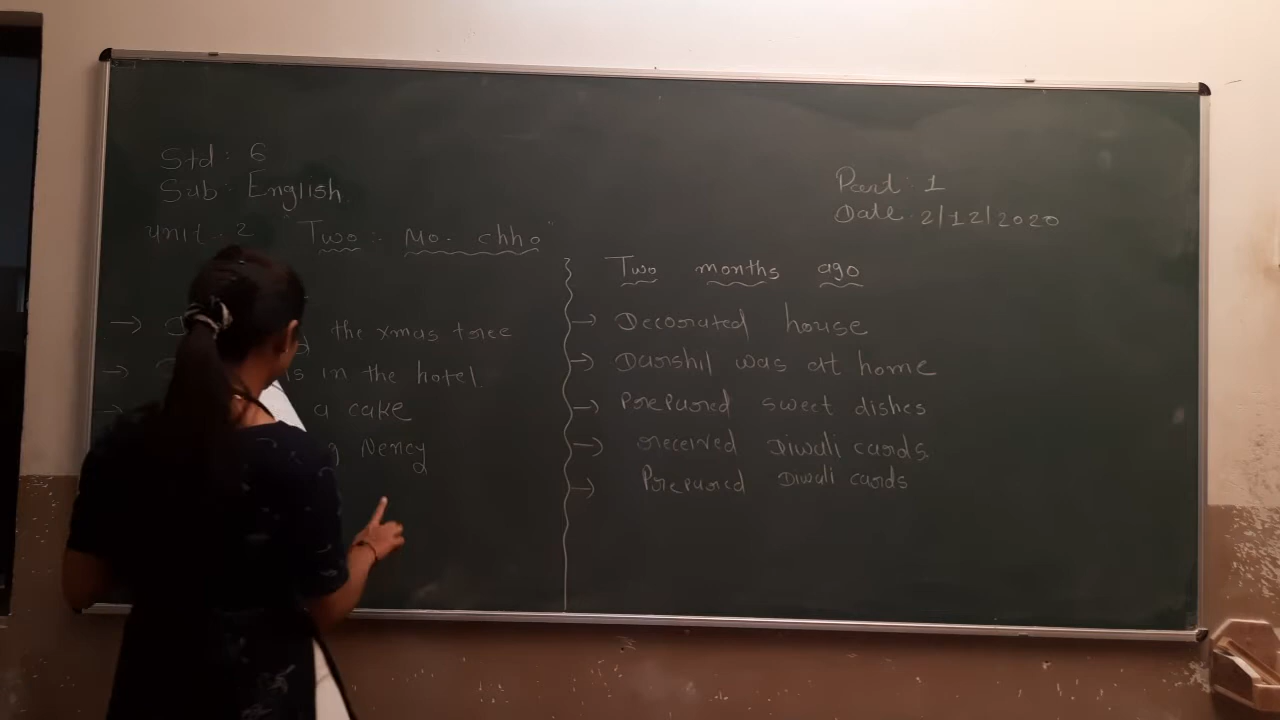 Std : 6
Sub : English
unit : 2 "Two : Mo. chho"
Part : 1
Date 2/12/2020
→ the xmas tree
→ is in the hotel
→ a cake
g Nency
Two months ago
→ Decorated house
→ Darshil was at home
→ Prepared sweet dishes
→ received Diwali cards
→ Prepared Diwali cards